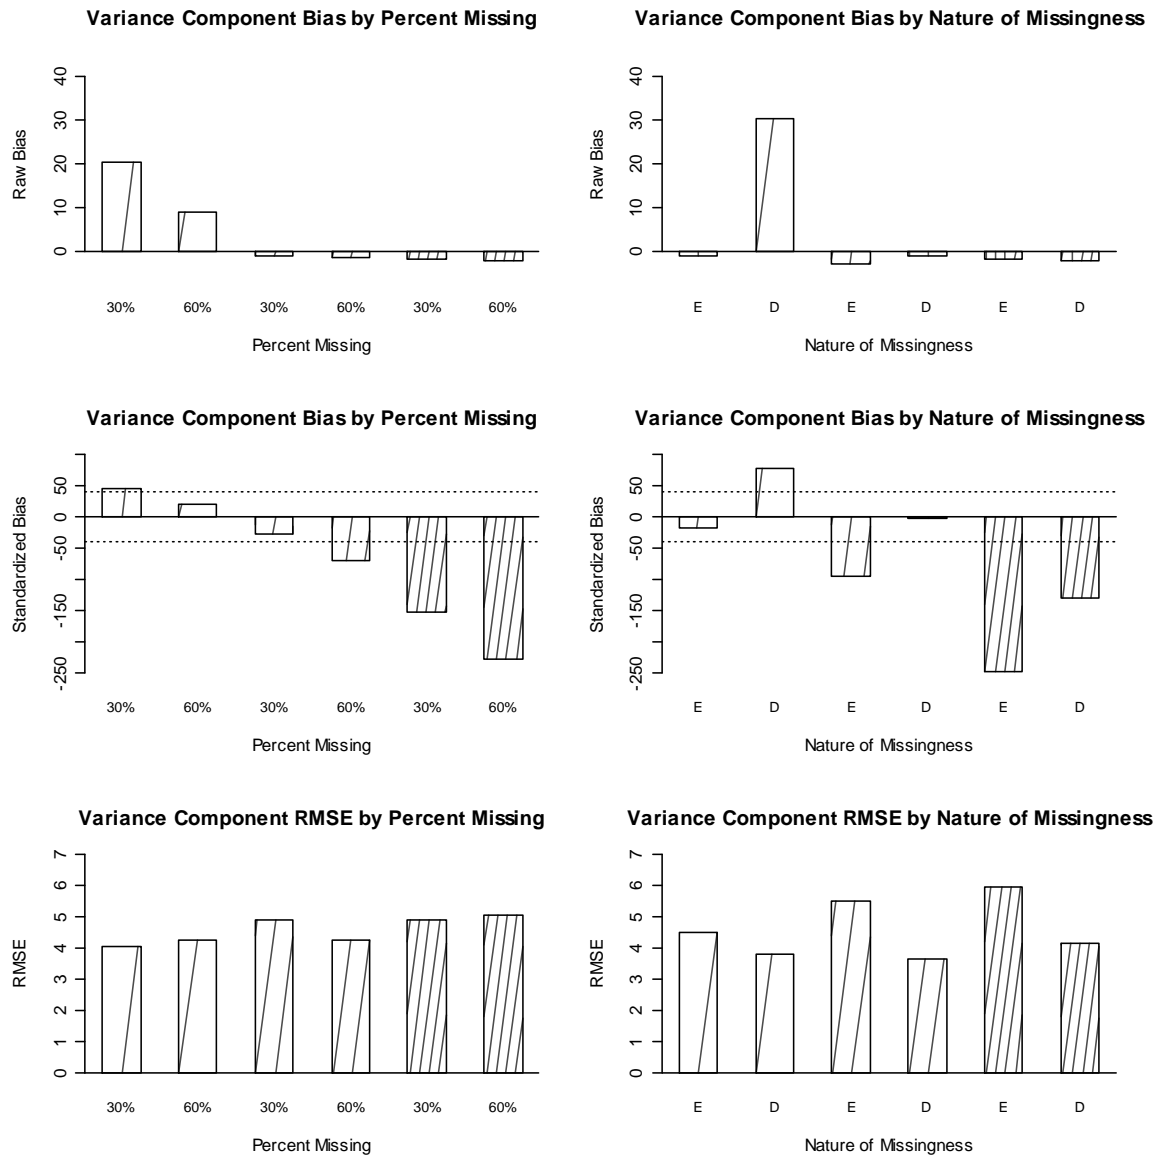 Variance Component Bias by Percent Missing
Raw Bias
40
30
20
10
0
30% 60% 30% 60% 30% 60%
Percent Missing
Variance Component Bias by Nature of Missingness
Raw Bias
40
30
20
10
0
E D E D E D
Nature of Missingness
Variance Component Bias by Percent Missing
Standardized Bias
50
0
-50
-150
-250
30% 60% 30% 60% 30% 60%
Percent Missing
Variance Component Bias by Nature of Missingness
Standardized Bias
50
0
-50
-150
-250
E D E D E D
Nature of Missingness
Variance Component RMSE by Percent Missing
RMSE
7
6
5
4
3
2
1
0
30% 60% 30% 60% 30% 60%
Percent Missing
Variance Component RMSE by Nature of Missingness
RMSE
7
6
5
4
3
2
1
0
E D E D E D
Nature of Missingness